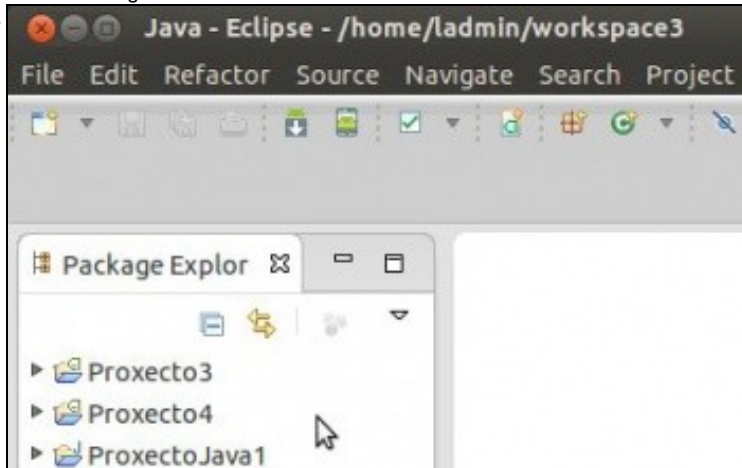 Java - Eclipse - /home/ladmin/workspace3
File Edit Refactor Source Navigate Search Project
Package Explor
Proxecto3
Proxecto4
ProxectoJava1